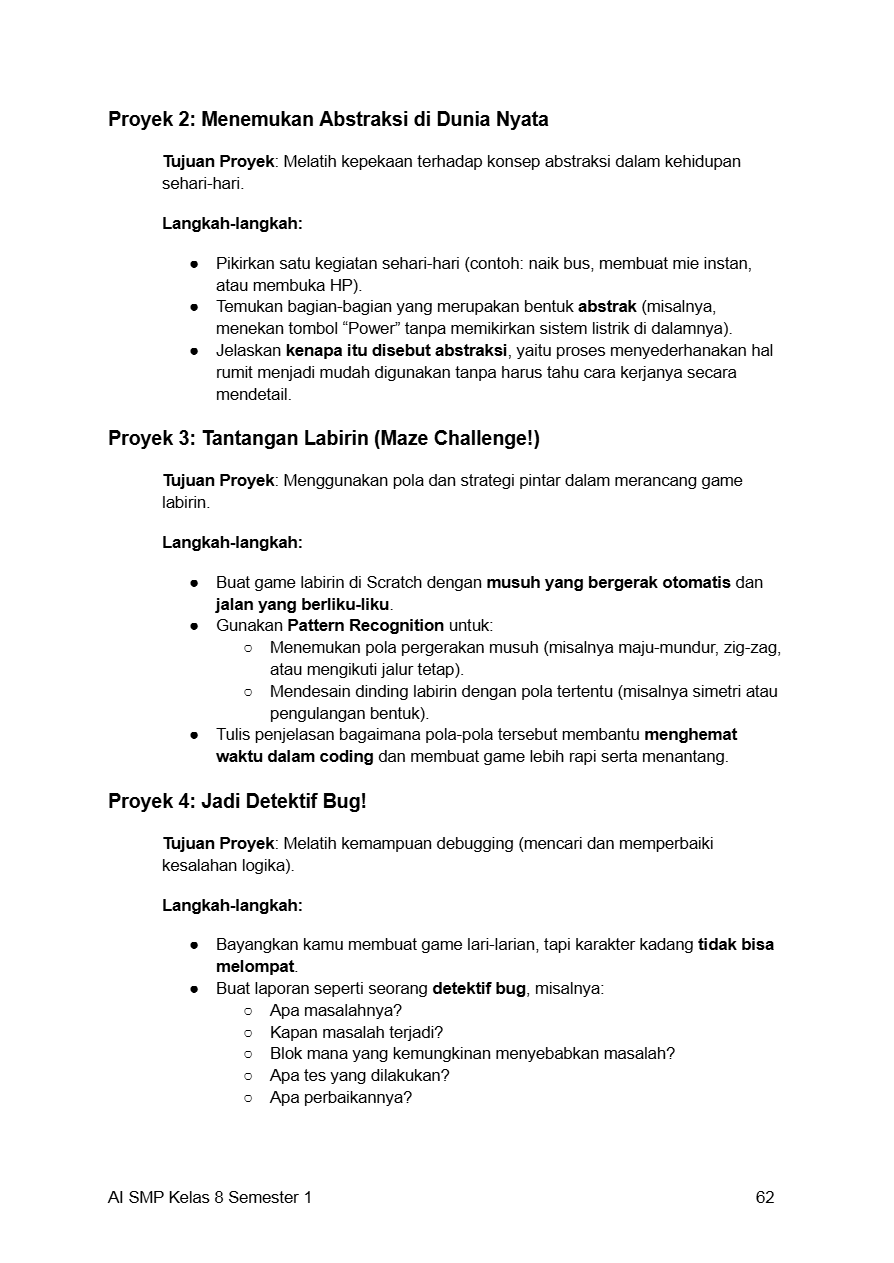 Proyek 2: Menemukan Abstraksi di Dunia Nyata
Tujuan Proyek: Melatih kepekaan terhadap konsep abstraksi dalam kehidupan
sehari-hari.
Langkah-langkah:
● Pikirkan satu kegiatan sehari-hari (contoh: naik bus, membuat mie instan,
atau membuka HP).
● Temukan bagian-bagian yang merupakan bentuk abstrak (misalnya,
menekan tombol “Power” tanpa memikirkan sistem listrik di dalamnya).
● Jelaskan kenapa itu disebut abstraksi, yaitu proses menyederhanakan hal
rumit menjadi mudah digunakan tanpa harus tahu cara kerjanya secara
mendetail.
Proyek 3: Tantangan Labirin (Maze Challenge!)
Tujuan Proyek: Menggunakan pola dan strategi pintar dalam merancang game
labirin.
Langkah-langkah:
● Buat game labirin di Scratch dengan musuh yang bergerak otomatis dan
jalan yang berliku-liku.
● Gunakan Pattern Recognition untuk:
○ Menemukan pola pergerakan musuh (misalnya maju-mundur, zig-zag,
atau mengikuti jalur tetap).
○ Mendesain dinding labirin dengan pola tertentu (misalnya simetri atau
pengulangan bentuk).
● Tulis penjelasan bagaimana pola-pola tersebut membantu menghemat
waktu dalam coding dan membuat game lebih rapi serta menantang.
Proyek 4: Jadi Detektif Bug!
Tujuan Proyek: Melatih kemampuan debugging (mencari dan memperbaiki
kesalahan logika).
Langkah-langkah:
● Bayangkan kamu membuat game lari-larian, tapi karakter kadang tidak bisa
melompat.
● Buat laporan seperti seorang detektif bug, misalnya:
○ Apa masalahnya?
○ Kapan masalah terjadi?
○ Blok mana yang kemungkinan menyebabkan masalah?
○ Apa tes yang dilakukan?
○ Apa perbaikannya?
AI SMP Kelas 8 Semester 1 62